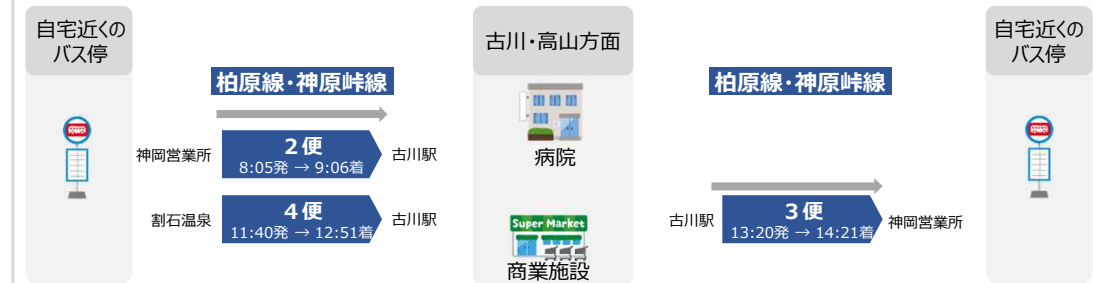 自宅近くの
バス停
柏原線・神原峠線
神岡営業所
2便
8:05発 → 9:06着
古川駅
割石温泉
4便
11:40発 → 12:51着
古川駅
古川・高山方面
病院
Super Market
商業施設
柏原線・神原峠線
古川駅
3便
13:20発 → 14:21着
神岡営業所
自宅近くの
バス停